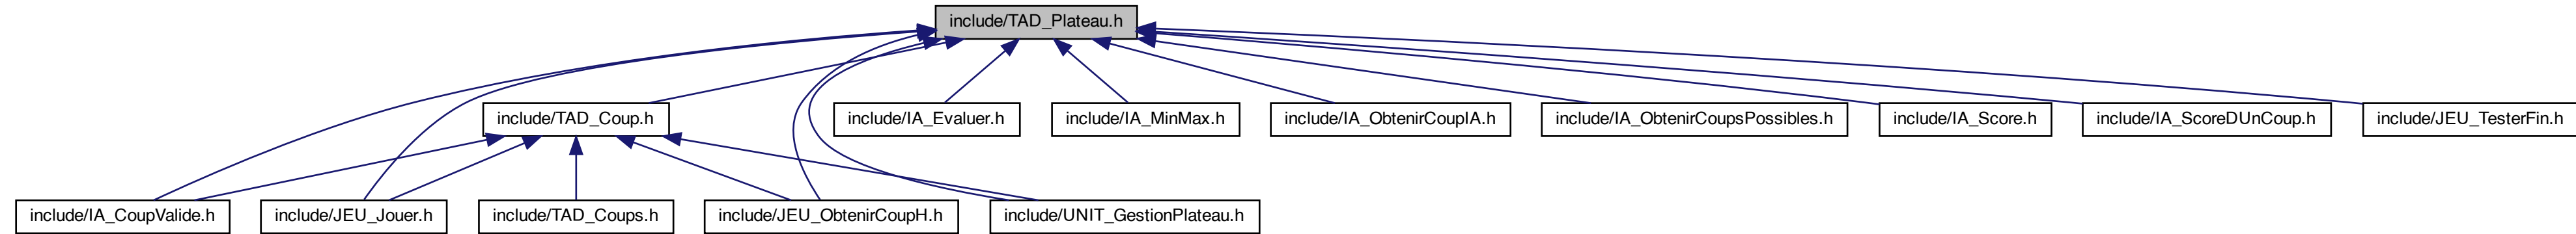 include/TAD_Plateau.h
include/TAD_Coup.h
include/IA_Evaluer.h
include/IA_MinMax.h
include/IA_ObtenirCoupIA.h
include/IA_ObtenirCoupsPossibles.h
include/IA_Score.h
include/IA_ScoreDUnCoup.h
include/JEU_TesterFin.h
include/IA_CoupValide.h
include/JEU_Jouer.h
include/TAD_Coups.h
include/JEU_ObtenirCoupH.h
include/UNIT_GestionPlateau.h